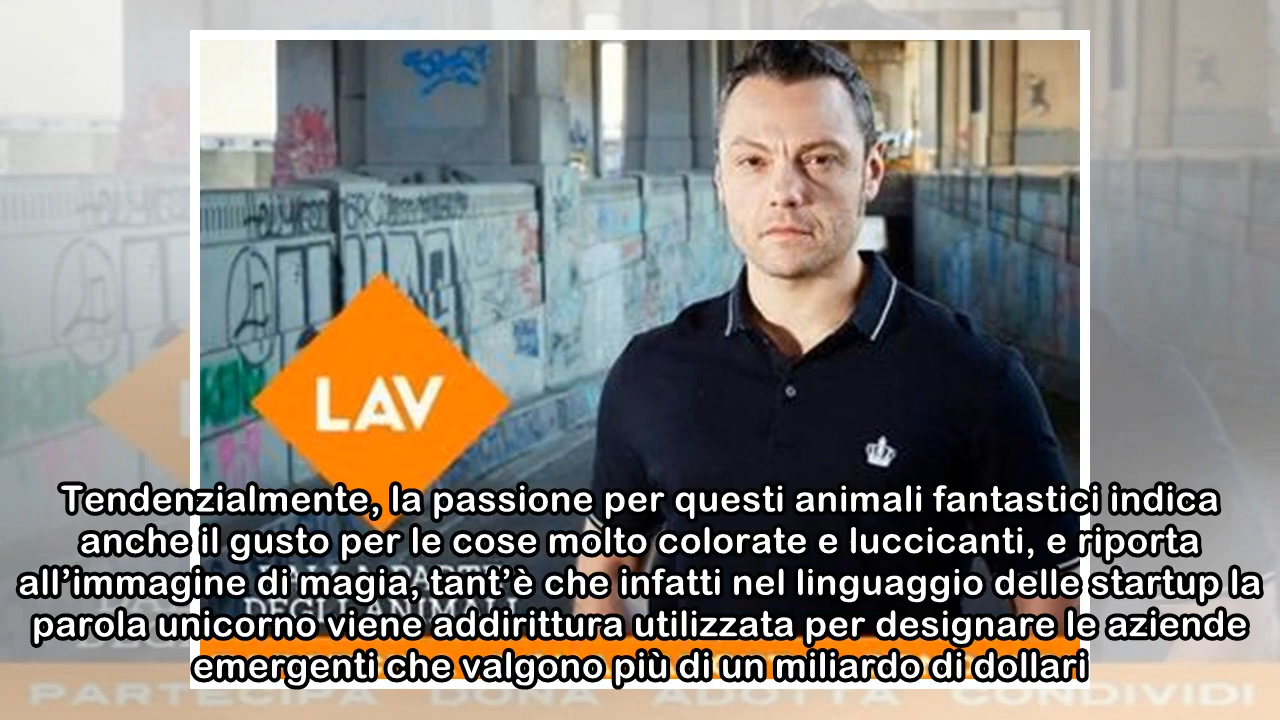 LAV
Tendenzialmente, la passione per questi animali fantastici indica
anche il gusto per le cose molto colorate e luccicanti, e riporta
all’immagine di magia, tant’è che infatti nel linguaggio delle startup la
parola unicorno viene addirittura utilizzata per designare le aziende
emergenti che valgono più di un miliardo di dollari
DEGLI ANIMALI
PARTECIPA DONA ADOTTA CONDIVIDI